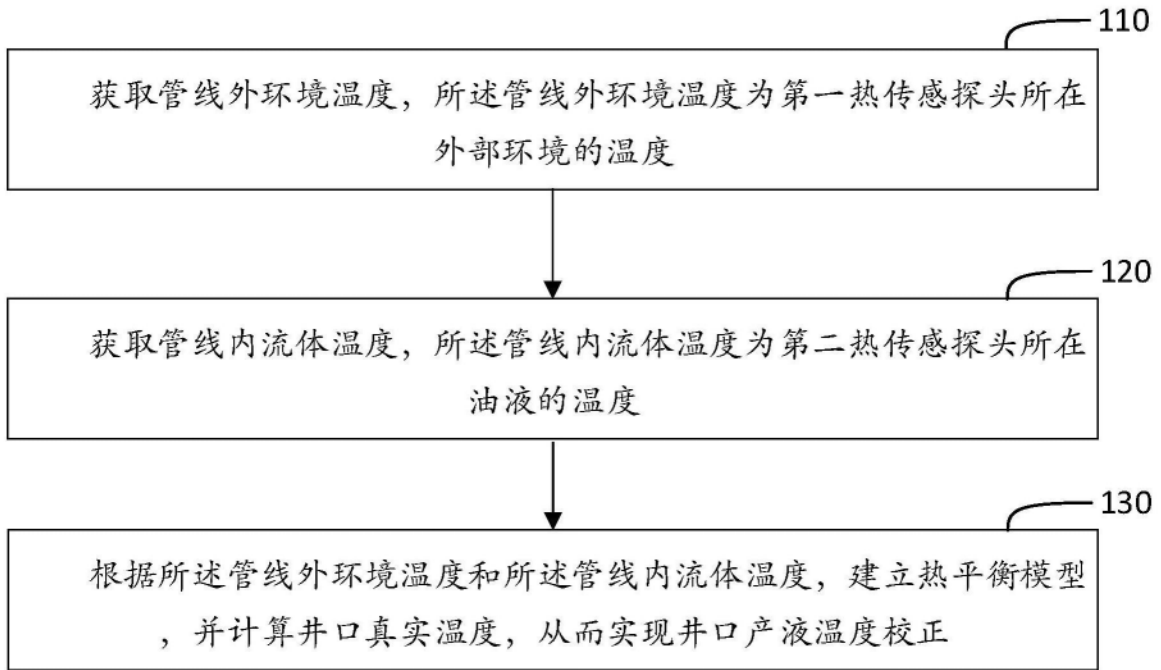 110
获取管线外环境温度，所述管线外环境温度为第一热传感探头所在
外部环境的温度
120
获取管线内流体温度，所述管线内流体温度为第二热传感探头所在
油液的温度
130
根据所述管线外环境温度和所述管线内流体温度，建立热平衡模型
，并计算井口真实温度，从而实现井口产液温度校正